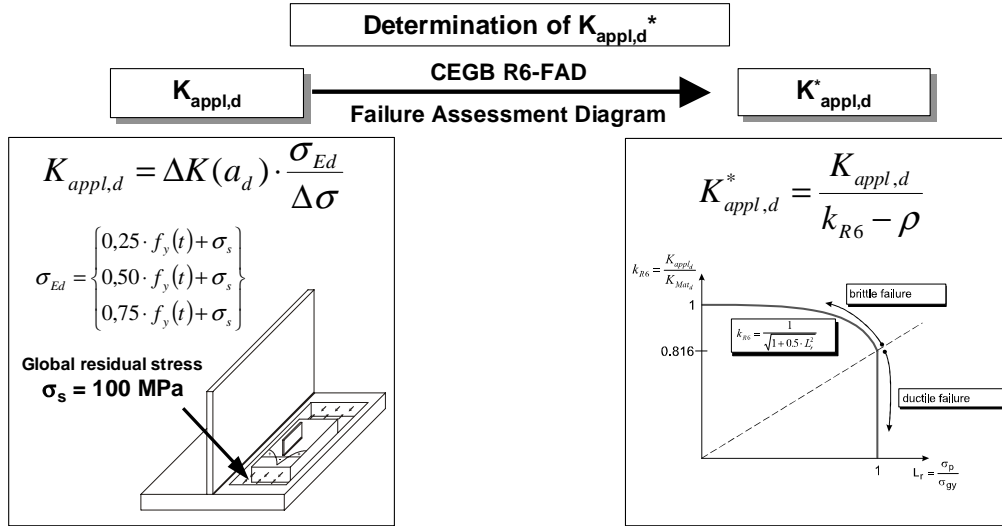 Determination of K_appl,d*
K_appl,d
CEGB R6-FAD
Failure Assessment Diagram
K*_appl,d
K_appl,d = ΔK(a_d) · σ_Ed / Δσ
σ_Ed = { 0,25 · f_y(t) + σ_s
0,50 · f_y(t) + σ_s
0,75 · f_y(t) + σ_s }
Global residual stress
σ_s = 100 MPa
K*_appl,d = K_appl,d / (k_R6 − ρ)
k_R6 = K_appl_d / K_Mat_d
1
brittle failure
k_R6 = 1 / √(1 + 0.5 · L_r^2)
0.816
ductile failure
1
L_r = σ_p / σ_gy